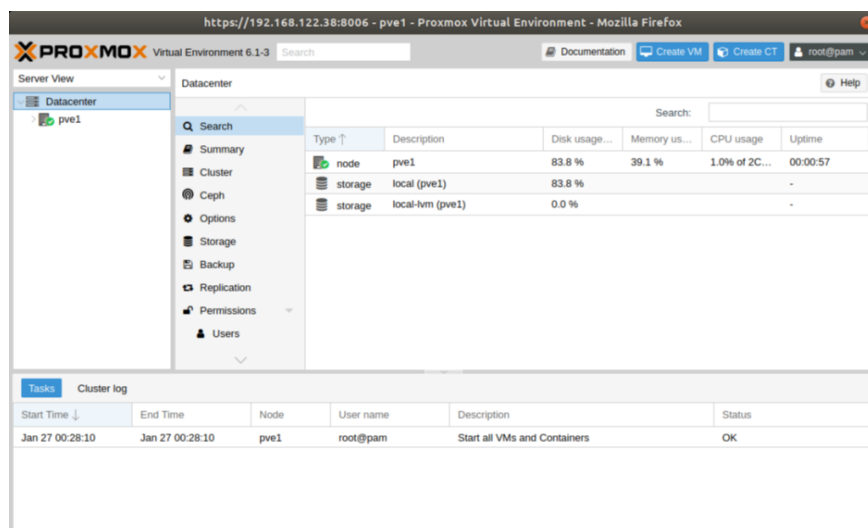 https://192.168.122.38:8006 - pve1 - Proxmox Virtual Environment - Mozilla Firefox
PROXMOX Virtual Environment 6.1-3 Search Documentation Create VM Create CT root@pam
Server View
Datacenter
pve1
Datacenter Help
Search
Summary
Cluster
Ceph
Options
Storage
Backup
Replication
Permissions
Users
Search:
Type Description Disk usage... Memory us... CPU usage Uptime
node pve1 83.8 % 39.1 % 1.0% of 2C... 00:00:57
storage local (pve1) 83.8 % -
storage local-lvm (pve1) 0.0 % -
Tasks Cluster log
Start Time End Time Node User name Description Status
Jan 27 00:28:10 Jan 27 00:28:10 pve1 root@pam Start all VMs and Containers OK